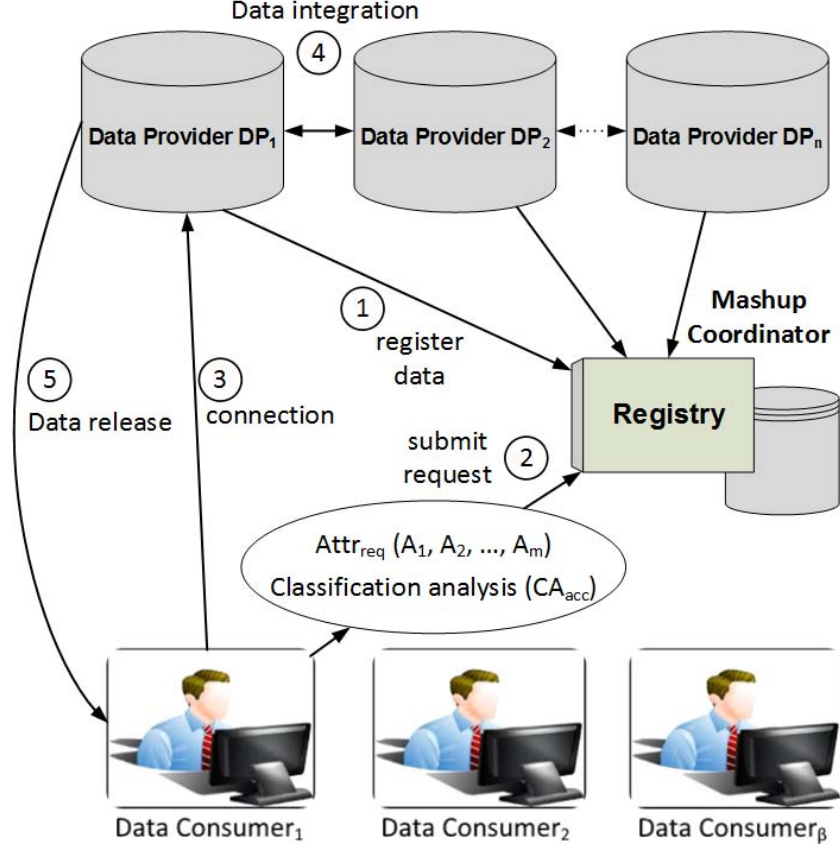 Data integration
4
Data Provider DP₁
Data Provider DP₂
Data Provider DPₙ
1
register
data
Mashup
Coordinator
5
Data release
3
connection
Registry
submit
request
2
Attrreq (A₁, A₂, ..., Aₘ)
Classification analysis (CAacc)
Data Consumer₁
Data Consumer₂
Data Consumerᵦ